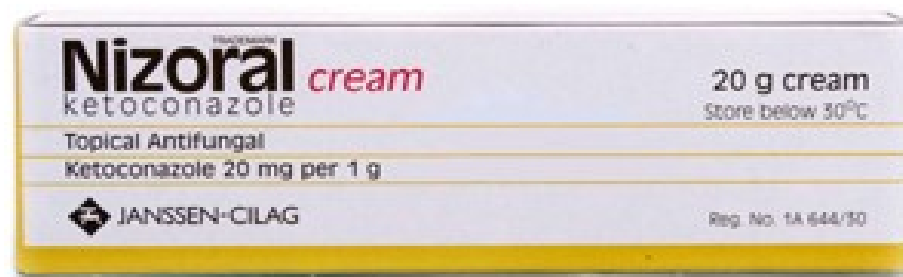 TRADEMARK
Nizoral cream
ketoconazole
20 g cream
Store below 30°C
Topical Antifungal
Ketoconazole 20 mg per 1 g
JANSSEN-CILAG
Reg. No. 1A 644/30